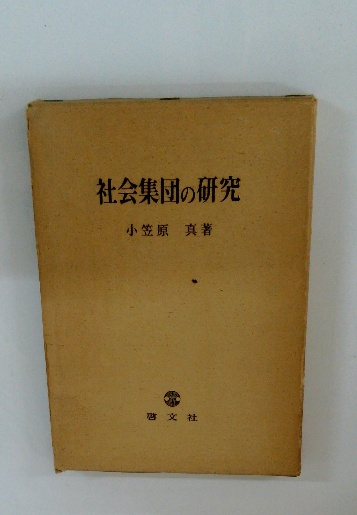 社会集団の研究
小笠原 真著
啓文社